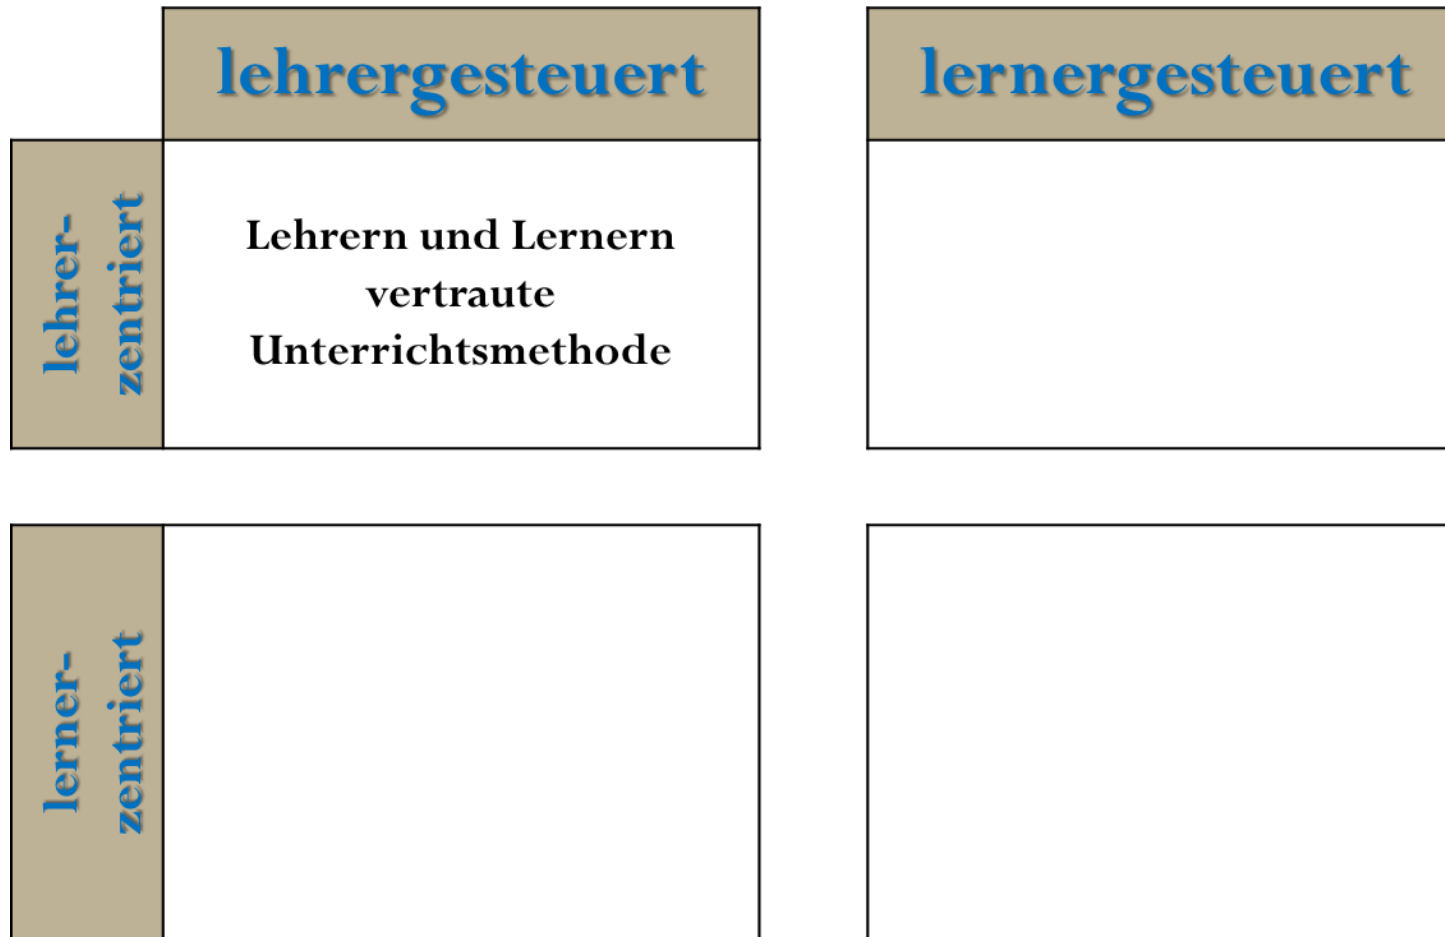 lehrergesteuert
lernergesteuert
lehrer-
zentriert
Lehrern und Lernern
vertraute
Unterrichtsmethode
lerner-
zentriert